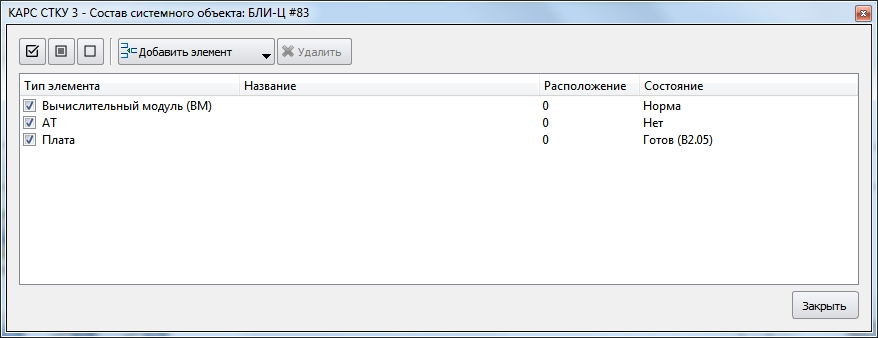 КАРС СТКУ 3 - Состав системного объекта: БЛИ-Ц #83
Добавить элемент Удалить
Тип элемента Название Расположение Состояние
Вычислительный модуль (ВМ) 0 Норма
АТ 0 Нет
Плата 0 Готов (В2.05)
Закрыть